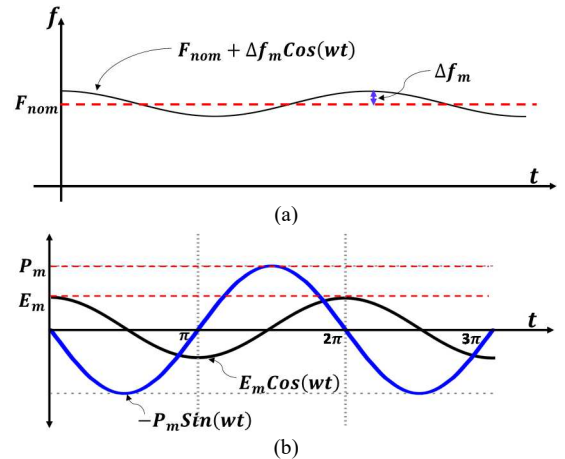 f
F_nom + Δf_m Cos(wt)
Δf_m
F_nom
t
(a)
P_m
E_m
t
π
2π
3π
E_m Cos(wt)
−P_m Sin(wt)
(b)